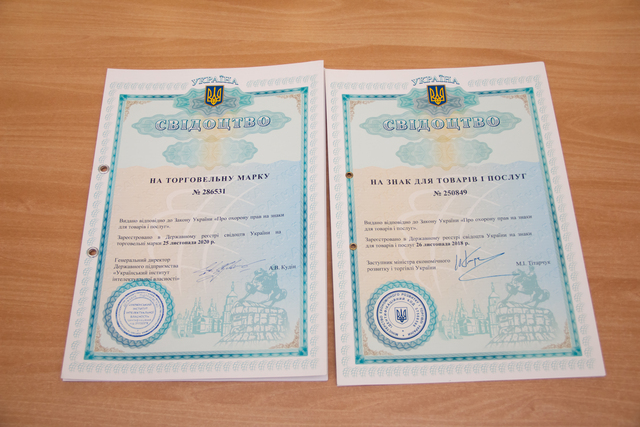 УКРАЇНА
СВІДОЦТВО
НА ТОРГОВЕЛЬНУ МАРКУ
№ 286531
Видано відповідно до Закону України «Про охорону прав на знаки
для товарів і послуг».
Зареєстровано в Державному реєстрі свідоцтв України на
торговельні марки 25 листопада 2020 р.
Генеральний директор
Державного підприємства
«Український інститут
інтелектуальної власності»
А.В. Кудін
УКРАЇНА
СВІДОЦТВО
НА ЗНАК ДЛЯ ТОВАРІВ І ПОСЛУГ
№ 250849
Видано відповідно до Закону України «Про охорону прав на знаки
для товарів і послуг».
Зареєстровано в Державному реєстрі свідоцтв України на знаки
для товарів і послуг 26 листопада 2018 р.
Заступник міністра економічного
розвитку і торгівлі України
М.І. Тітарчук